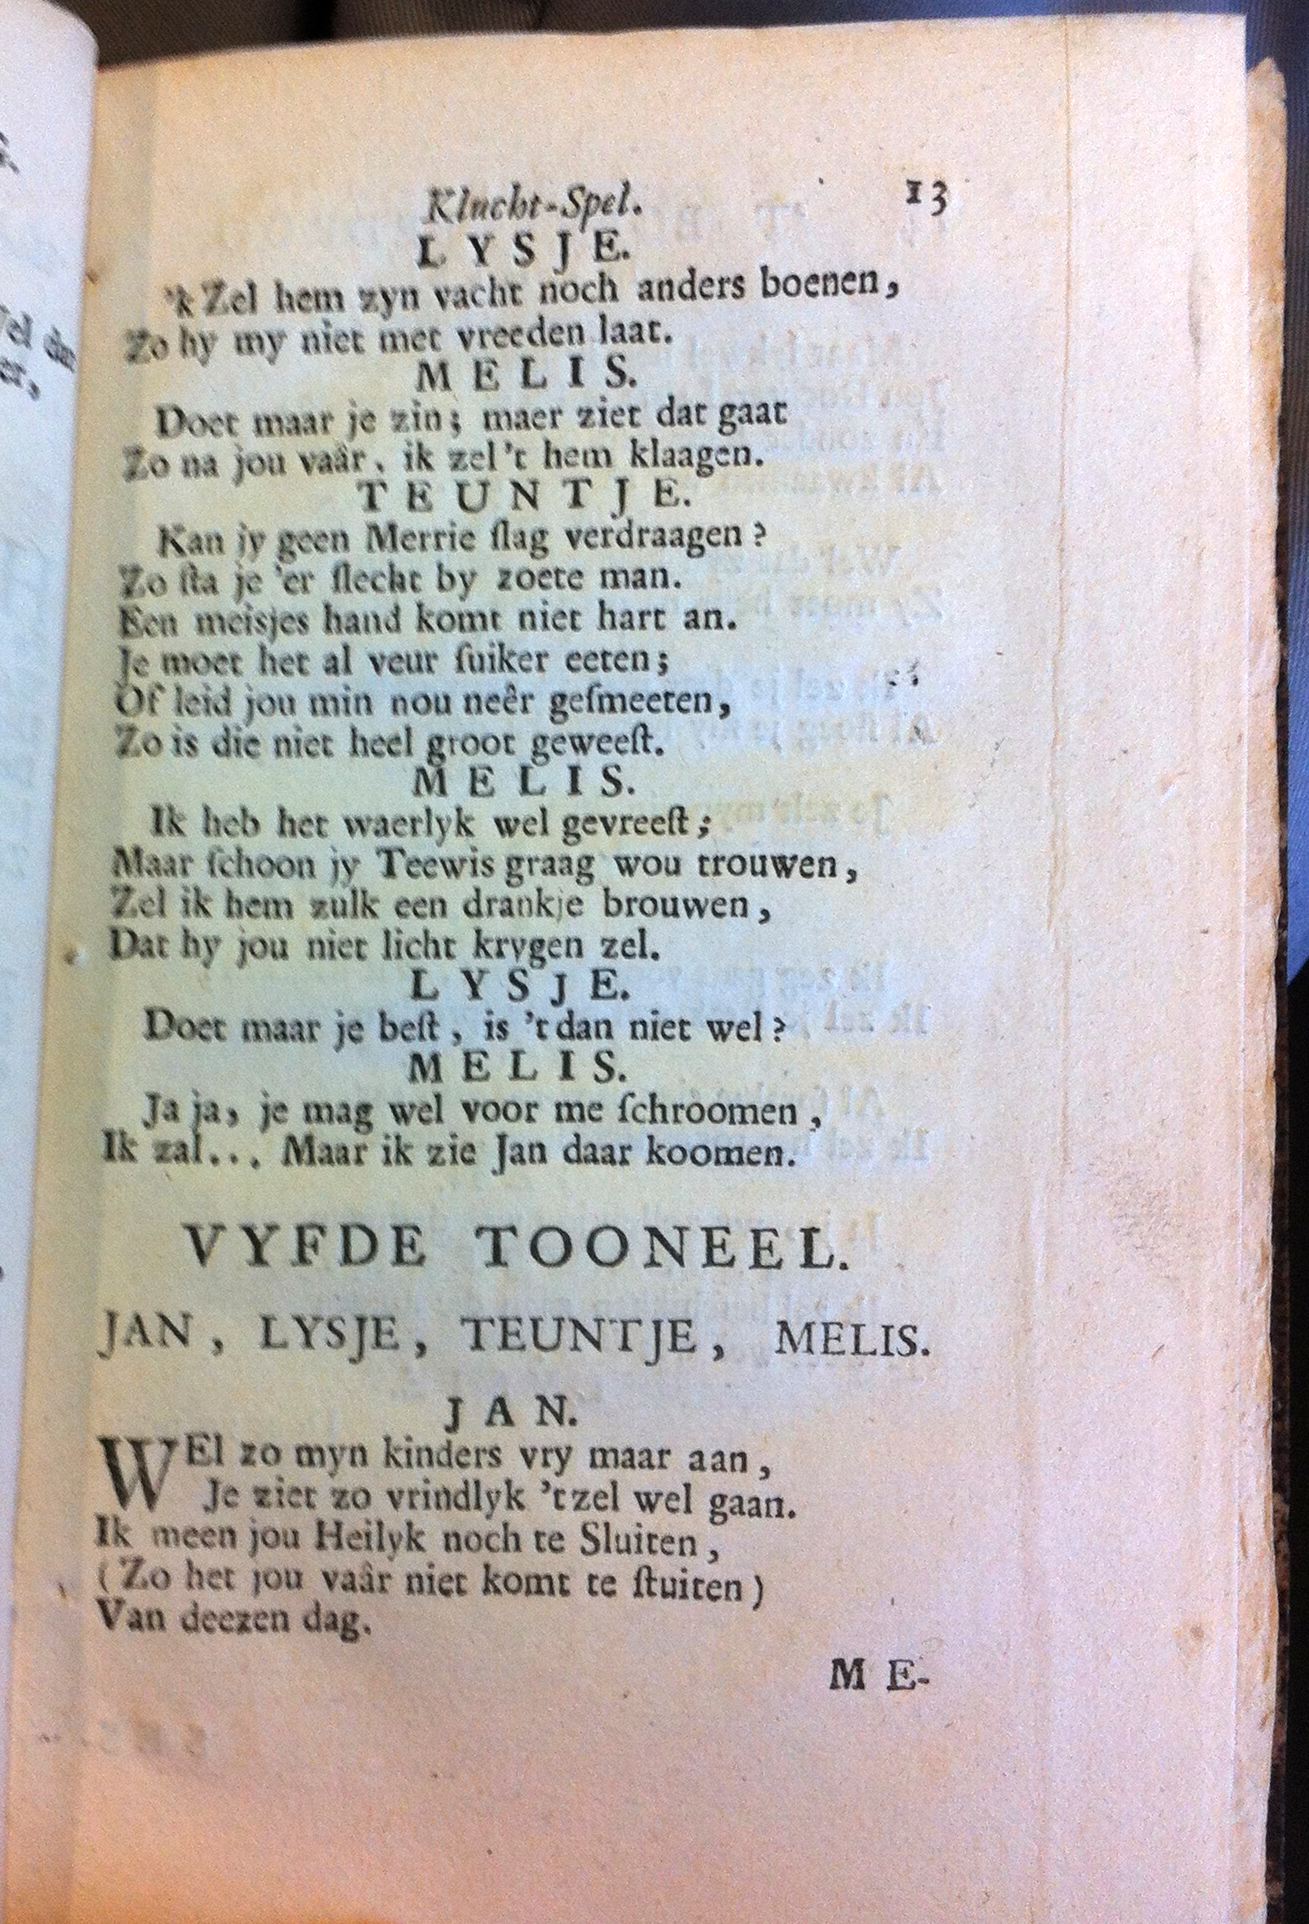 Klucht-Spel. 13
LYSJE.
'k Zel hem zyn vacht noch anders boenen,
Zo hy my niet met vreeden laat.
MELIS.
Doet maar je zin; maer ziet dat gaat
Zo na jou vaâr, ik zel 't hem klaagen.
TEUNTJE.
Kan jy geen Merrie ſlag verdraagen?
Zo ſta je 'er ſlecht by zoete man.
Een meisjes hand komt niet hart an.
Je moet het al veur ſuiker eeten;
Of leid jou min nou neêr geſmeeten,
Zo is die niet heel groot geweeſt.
MELIS.
Ik heb het waerlyk wel gevreeſt;
Maar ſchoon jy Teewis graag wou trouwen,
Zel ik hem zulk een drankje brouwen,
Dat hy jou niet licht krygen zel.
LYSJE.
Doet maar je beſt, is 't dan niet wel?
MELIS.
Ja ja, je mag wel voor me ſchroomen,
Ik zal... Maar ik zie Jan daar koomen.
VYFDE TOONEEL.
JAN, LYSJE, TEUNTJE, MELIS.
JAN.
WEl zo myn kinders vry maar aan,
Je ziet zo vrindlyk 't zel wel gaan.
Ik meen jou Heilyk noch te Sluiten,
(Zo het jou vaâr niet komt te ſtuiten)
Van deezen dag.
ME-